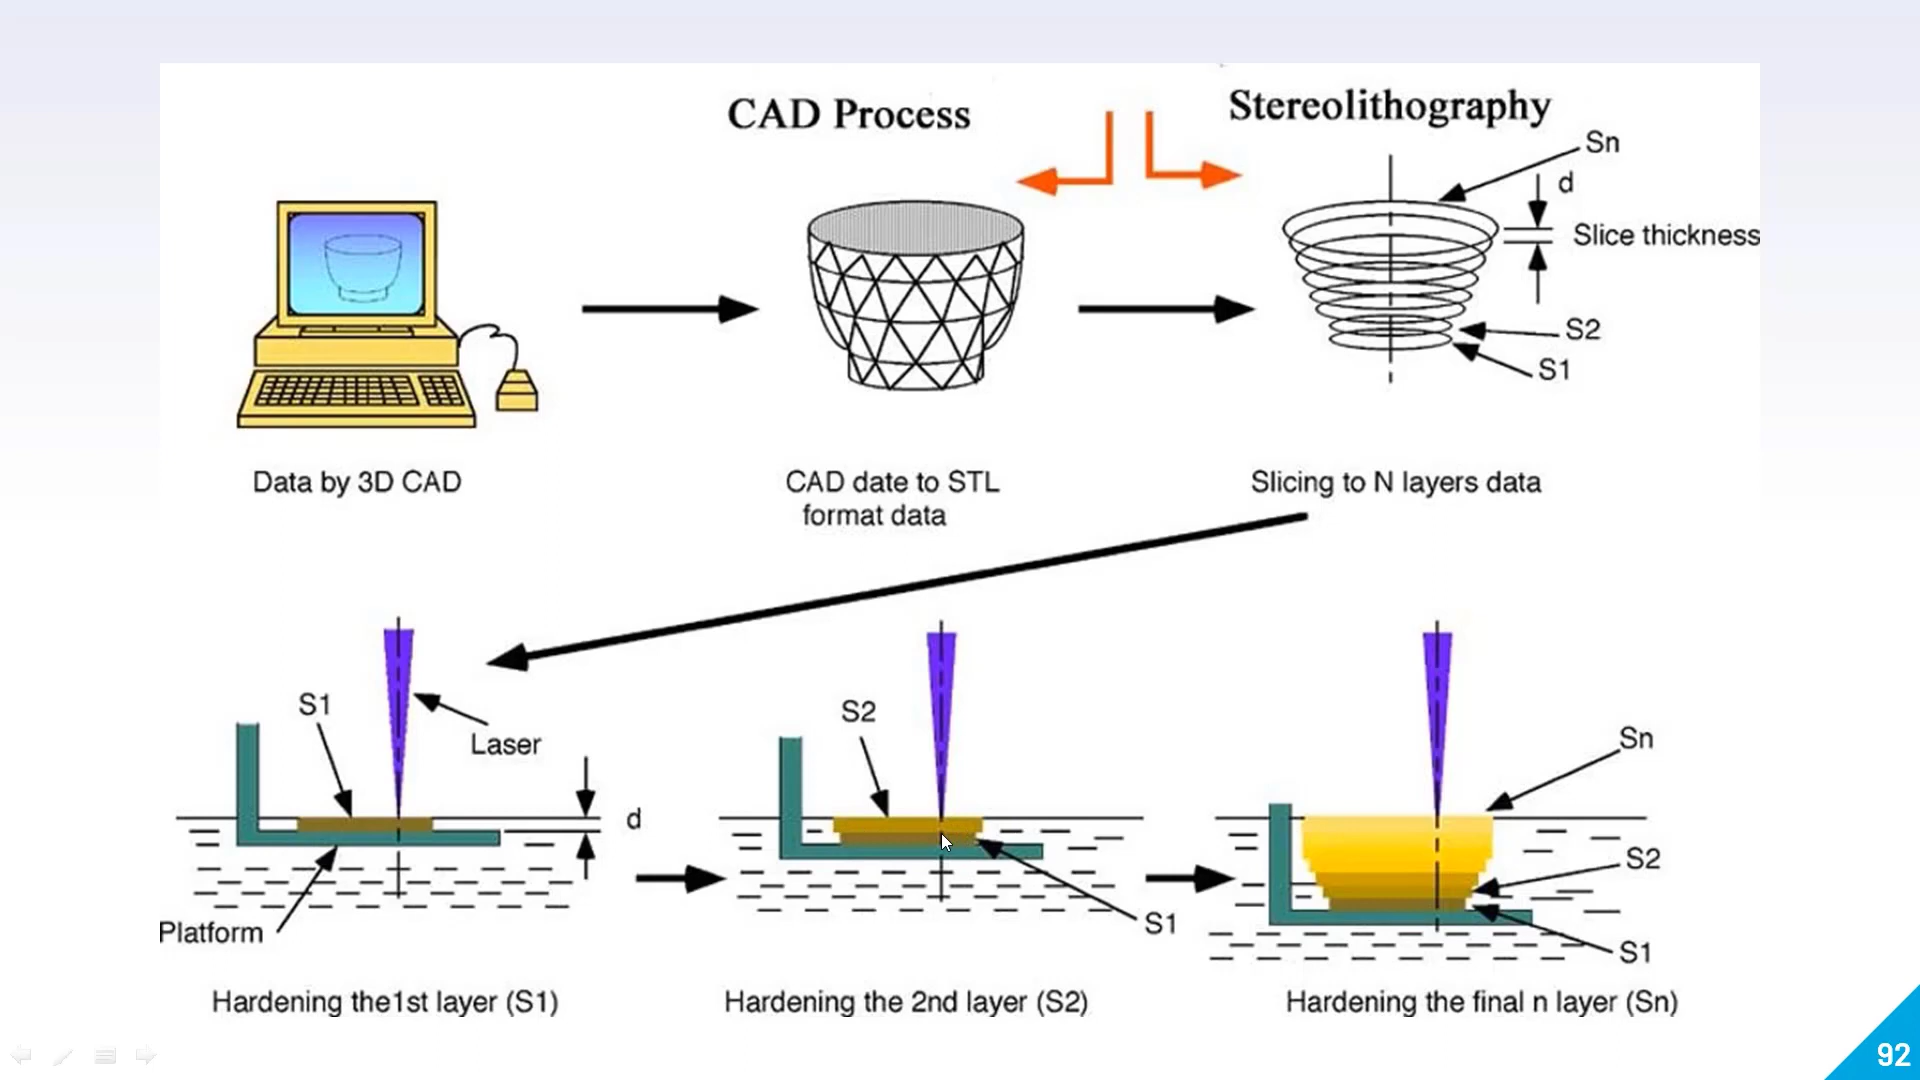 CAD Process
Stereolithography
Sn
d
Slice thickness
S2
S1
Data by 3D CAD
CAD date to STL
format data
Slicing to N layers data
S1
Laser
d
Platform
S2
S1
Sn
S2
S1
Hardening the1st layer (S1)
Hardening the 2nd layer (S2)
Hardening the final n layer (Sn)
92